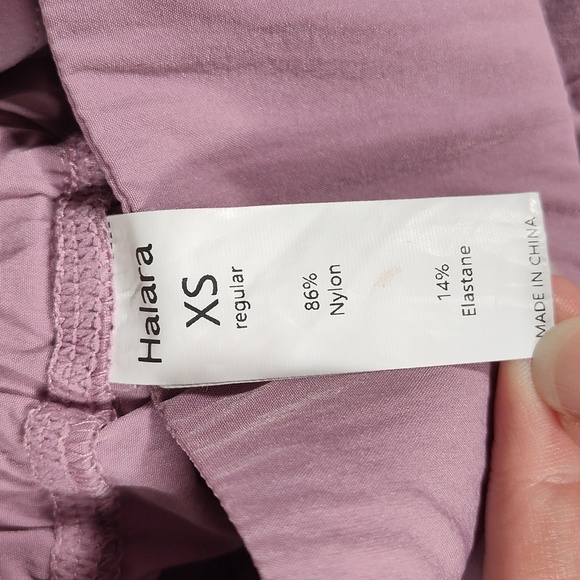 Halara
XS
regular
86%
Nylon
14%
Elastane
MADE IN CHINA